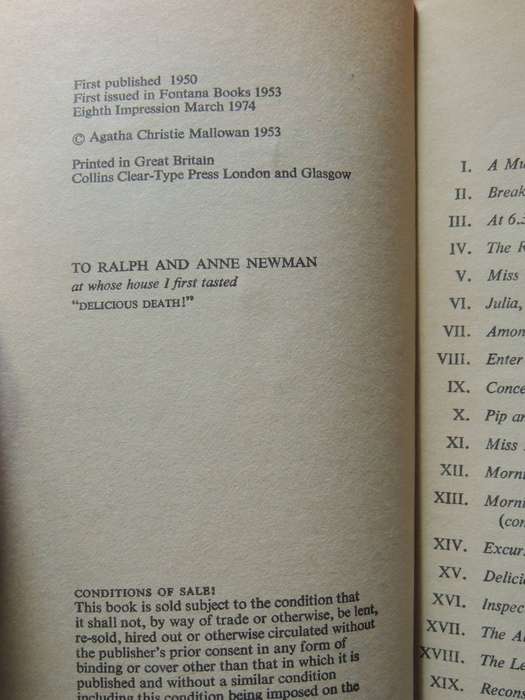 First published 1950
First issued in Fontana Books 1953
Eighth Impression March 1974
© Agatha Christie Mallowan 1953
Printed in Great Britain
Collins Clear-Type Press London and Glasgow
TO RALPH AND ANNE NEWMAN
at whose house I first tasted
“DELICIOUS DEATH!”
CONDITIONS OF SALE!
This book is sold subject to the condition that
it shall not, by way of trade or otherwise, be lent,
re-sold, hired out or otherwise circulated without
the publisher's prior consent in any form of
binding or cover other than that in which it is
published and without a similar condition
including this condition being imposed on the
I. A Mu
II. Break
III. At 6.3
IV. The R
V. Miss
VI. Julia,
VII. Amon
VIII. Enter
IX. Conce
X. Pip an
XI. Miss
XII. Morni
XIII. Morni
(con
XIV. Excur
XV. Delici
XVI. Inspec
XVII. The A
XVIII. The Le
XIX. Recons